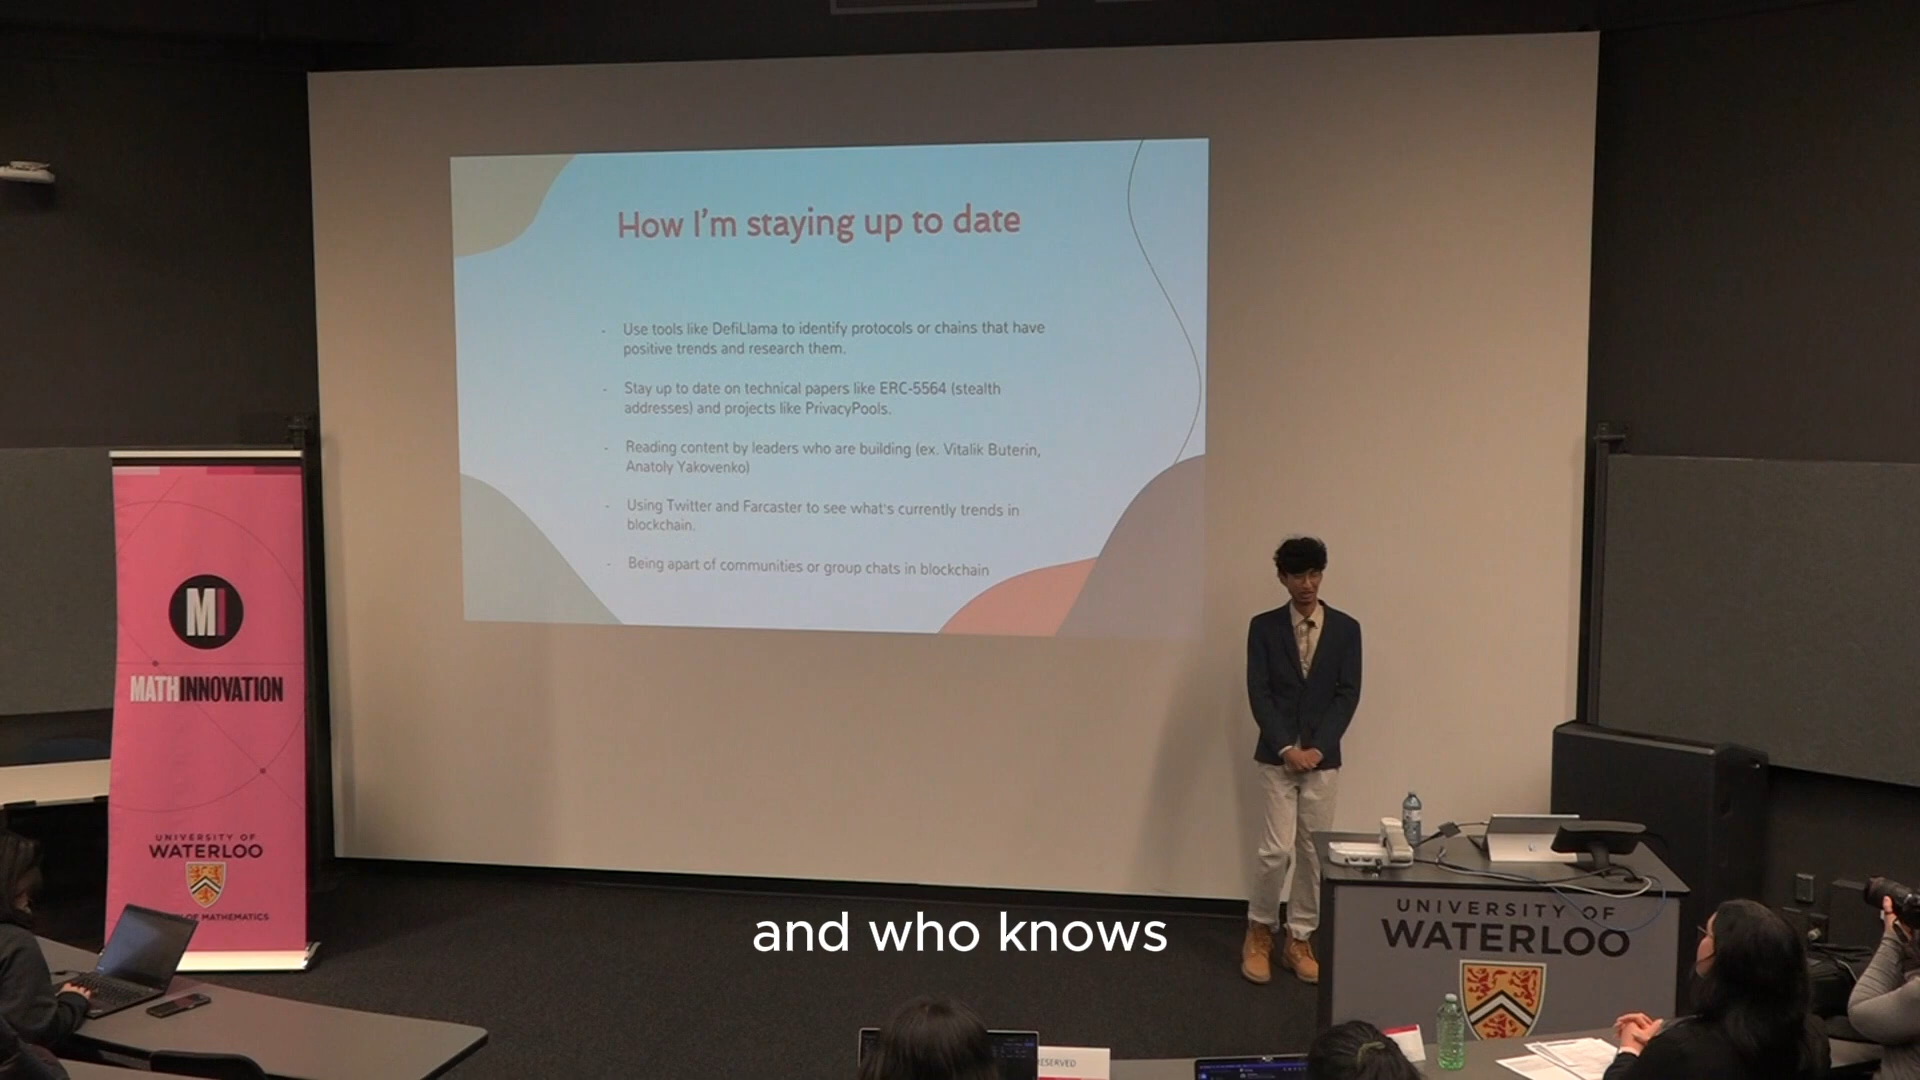 How I'm staying up to date
- Use tools like DefiLlama to identify protocols or chains that have
positive trends and research them.
- Stay up to date on technical papers like ERC-5564 (stealth
addresses) and projects like PrivacyPools.
- Reading content by leaders who are building (ex. Vitalik Buterin,
Anatoly Yakovenko)
- Using Twitter and Farcaster to see what's currently trends in
blockchain.
- Being apart of communities or group chats in blockchain
MI
MATHINNOVATION
UNIVERSITY OF
WATERLOO
OF MATHEMATICS
and who knows
UNIVERSITY OF
WATERLOO
RESERVED